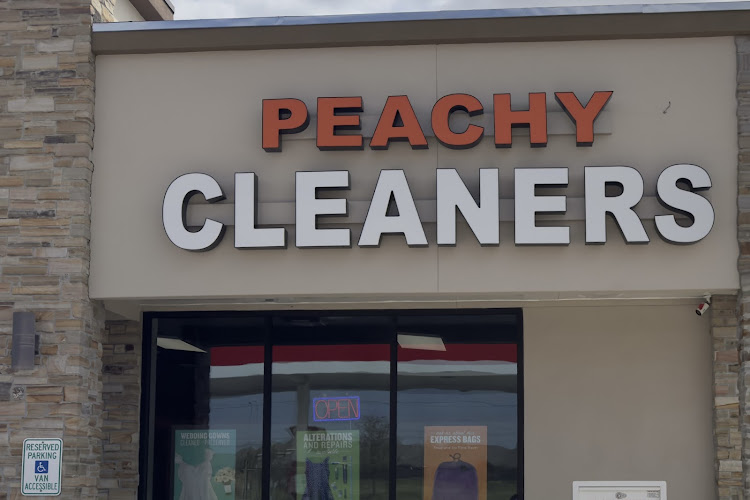 PEACHY
CLEANERS
OPEN
WEDDING GOWNS
ALTERATIONS
AND REPAIRS
EXPRESS BAGS
RESERVED
PARKING
VAN
ACCESSIBLE